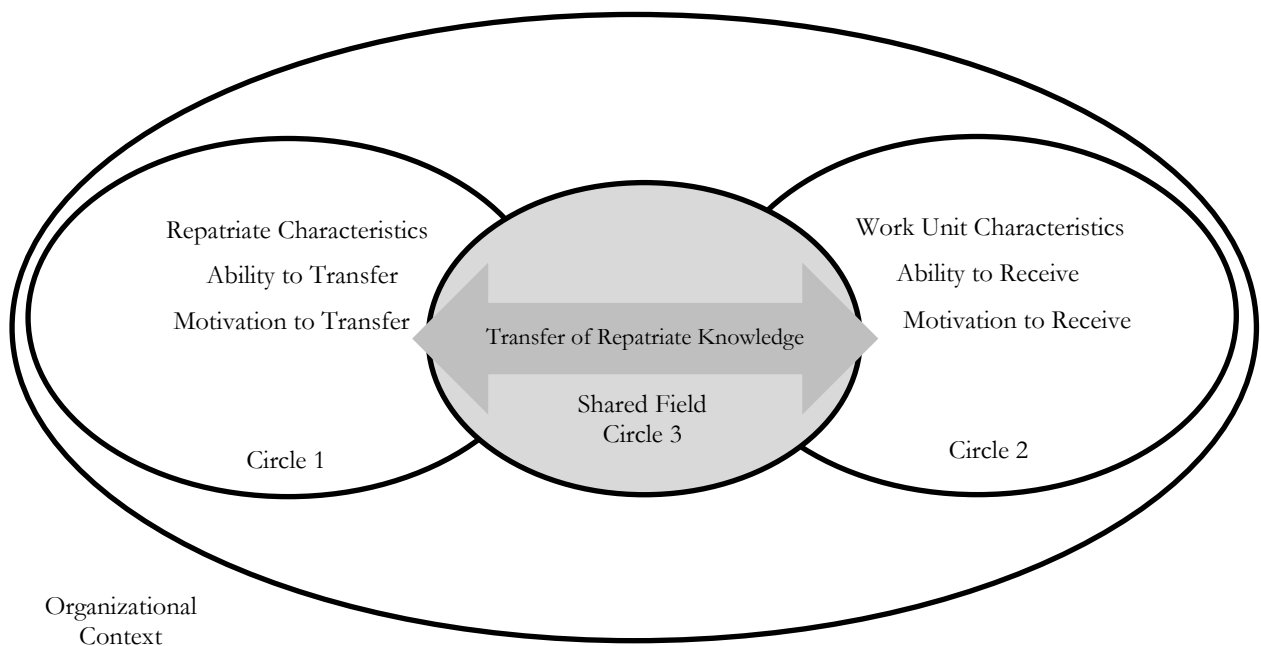 Repatriate Characteristics
Ability to Transfer
Motivation to Transfer
Circle 1
Transfer of Repatriate Knowledge
Shared Field
Circle 3
Work Unit Characteristics
Ability to Receive
Motivation to Receive
Circle 2
Organizational
Context